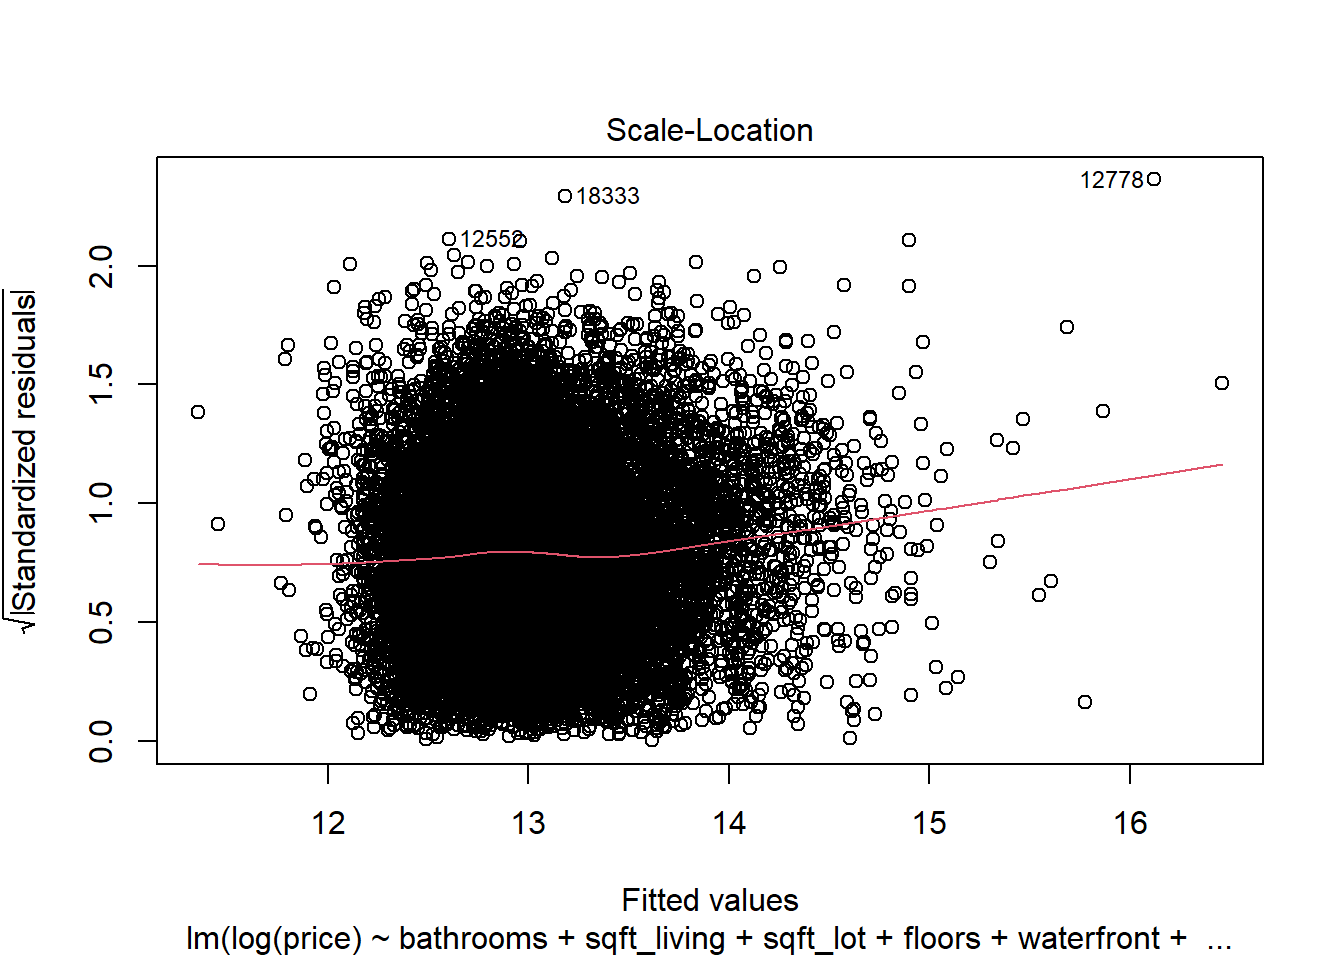 Scale-Location
√|Standardized residuals|
2.0
1.5
1.0
0.5
0.0
12778
18333
12552
12 13 14 15 16
Fitted values
lm(log(price) ~ bathrooms + sqft_living + sqft_lot + floors + waterfront + ...